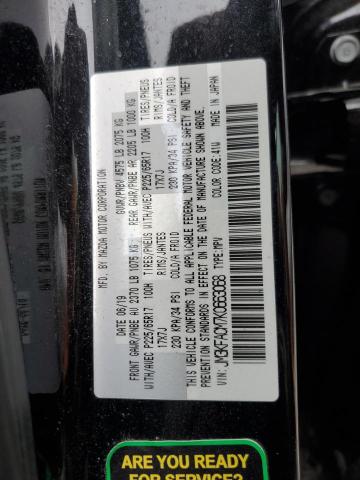 MFD. BY MAZDA MOTOR CORPORATION
06/19 GVWR/PNBV 4575 LB 2075 KG
FRONT GAWR/PNBE AV 2370 LB 1075 KG REAR GAWR/PNBE AR 2205 LB 1000 KG
WITH/AVEC P225/65R17 100H TIRES/PNEUS WITH/AVEC P225/65R17 100H TIRES/PNEUS
17X7J RIMS/JANTES 17X7J RIMS/JANTES
230 KPA/34 PSI COLD/A FROID 230 KPA/34 PSI COLD/A FROID
THIS VEHICLE CONFORMS TO ALL APPLICABLE FEDERAL MOTOR VEHICLE SAFETY AND THEFT
PREVENTION STANDARDS IN EFFECT ON THE DATE OF MANUFACTURE SHOWN ABOVE.
VIN: JM3KFACM7K0663068 TYPE:MPV COLOR CODE:41W MADE IN JAPAN
ARE YOU READY
FOR SERVICE?